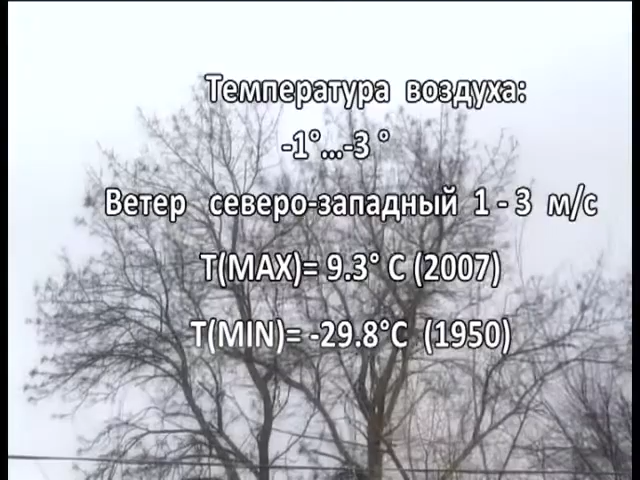 Температура воздуха:
-1°...-3 °
Ветер северо-западный 1 - 3 м/с
T(MAX)= 9.3° C (2007)
T(MIN)= -29.8°C (1950)